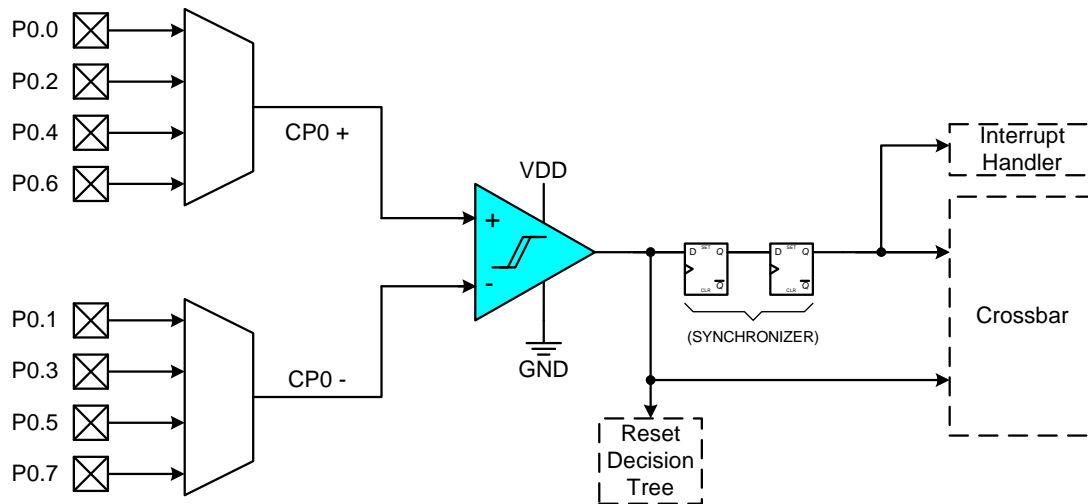 P0.0
P0.2
P0.4
P0.6
CP0 +
P0.1
P0.3
P0.5
P0.7
CP0 -
VDD
+
-
GND
D
SET
Q
CLR
Q
D
SET
Q
CLR
Q
(SYNCHRONIZER)
Interrupt
Handler
Crossbar
Reset
Decision
Tree